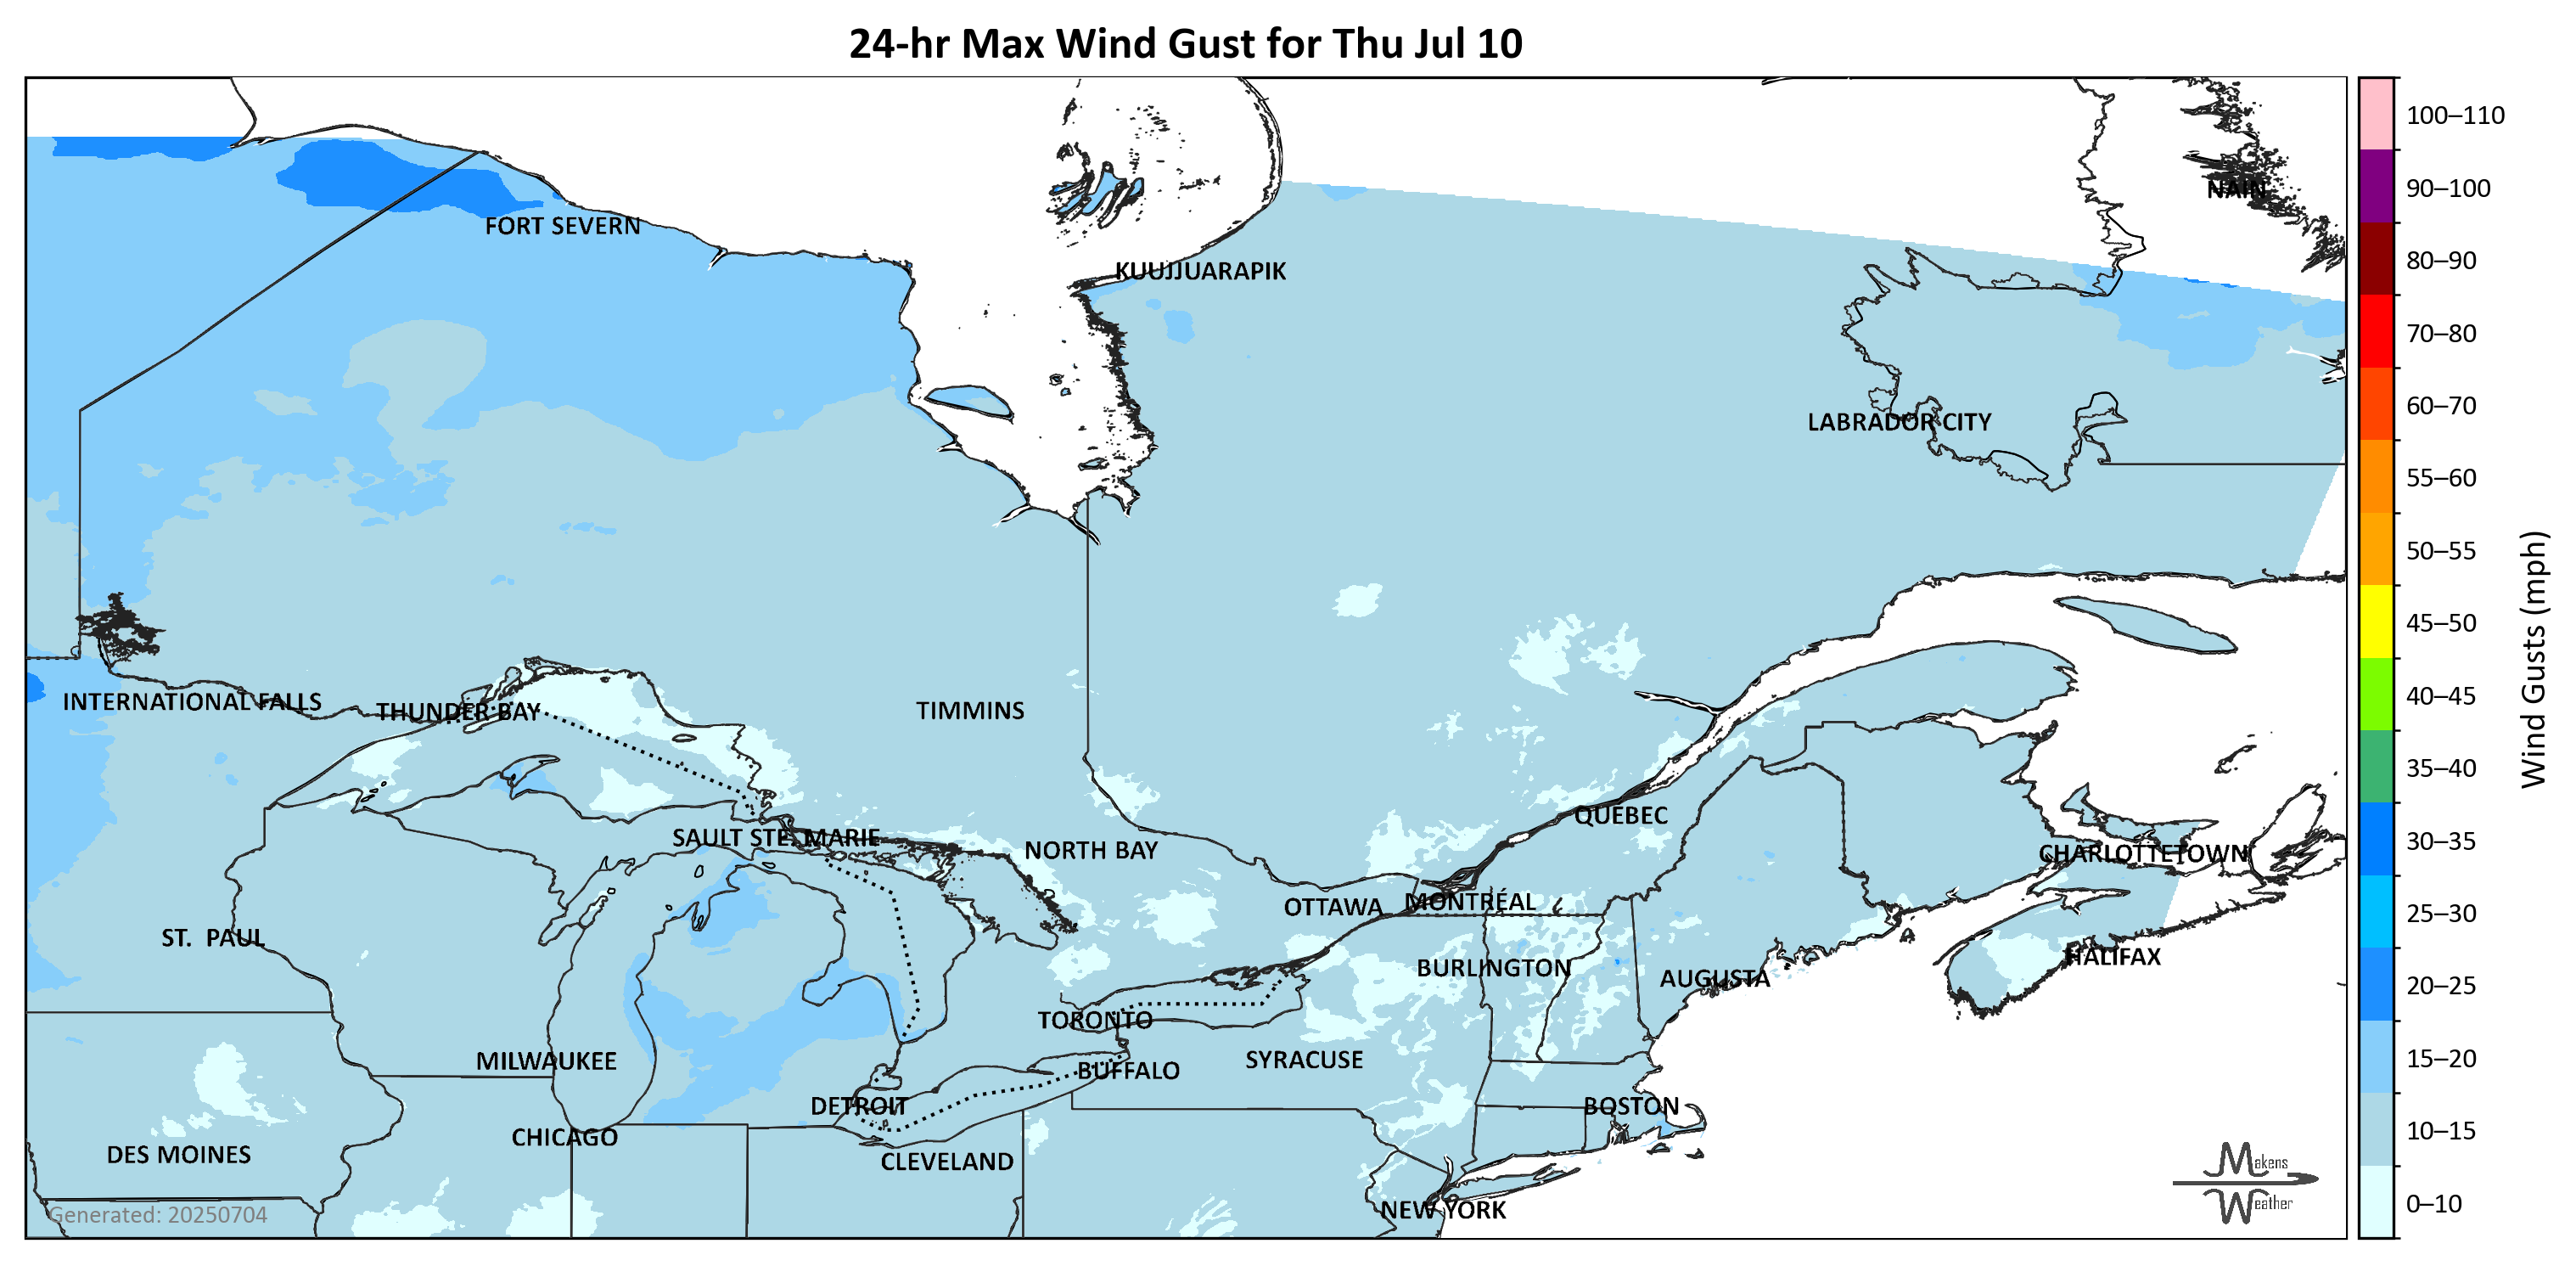 24-hr Max Wind Gust for Thu Jul 10
100–110
90–100
NAIN
FORT SEVERN
80–90
KUUJJUARAPIK
70–80
60–70
LABRADOR CITY
55–60
50–55
45–50
Wind Gusts (mph)
INTERNATIONAL FALLS
THUNDER BAY
TIMMINS
40–45
35–40
QUÉBEC
SAULT STE. MARIE
NORTH BAY
30–35
CHARLOTTETOWN
OTTAWA
MONTRÉAL
25–30
ST. PAUL
HALIFAX
BURLINGTON
AUGUSTA
20–25
TORONTO
MILWAUKEE
SYRACUSE
15–20
BUFFALO
DETROIT
BOSTON
CHICAGO
10–15
DES MOINES
CLEVELAND
Makens
Weather
NEW YORK
0–10
Generated: 20250704